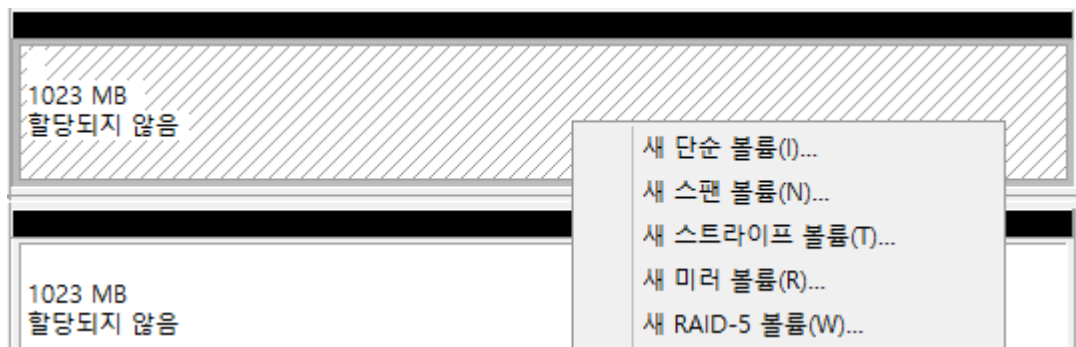 1023 MB
할당되지 않음
새 단순 볼륨(I)...
새 스팬 볼륨(N)...
새 스트라이프 볼륨(T)...
새 미러 볼륨(R)...
새 RAID-5 볼륨(W)...
1023 MB
할당되지 않음